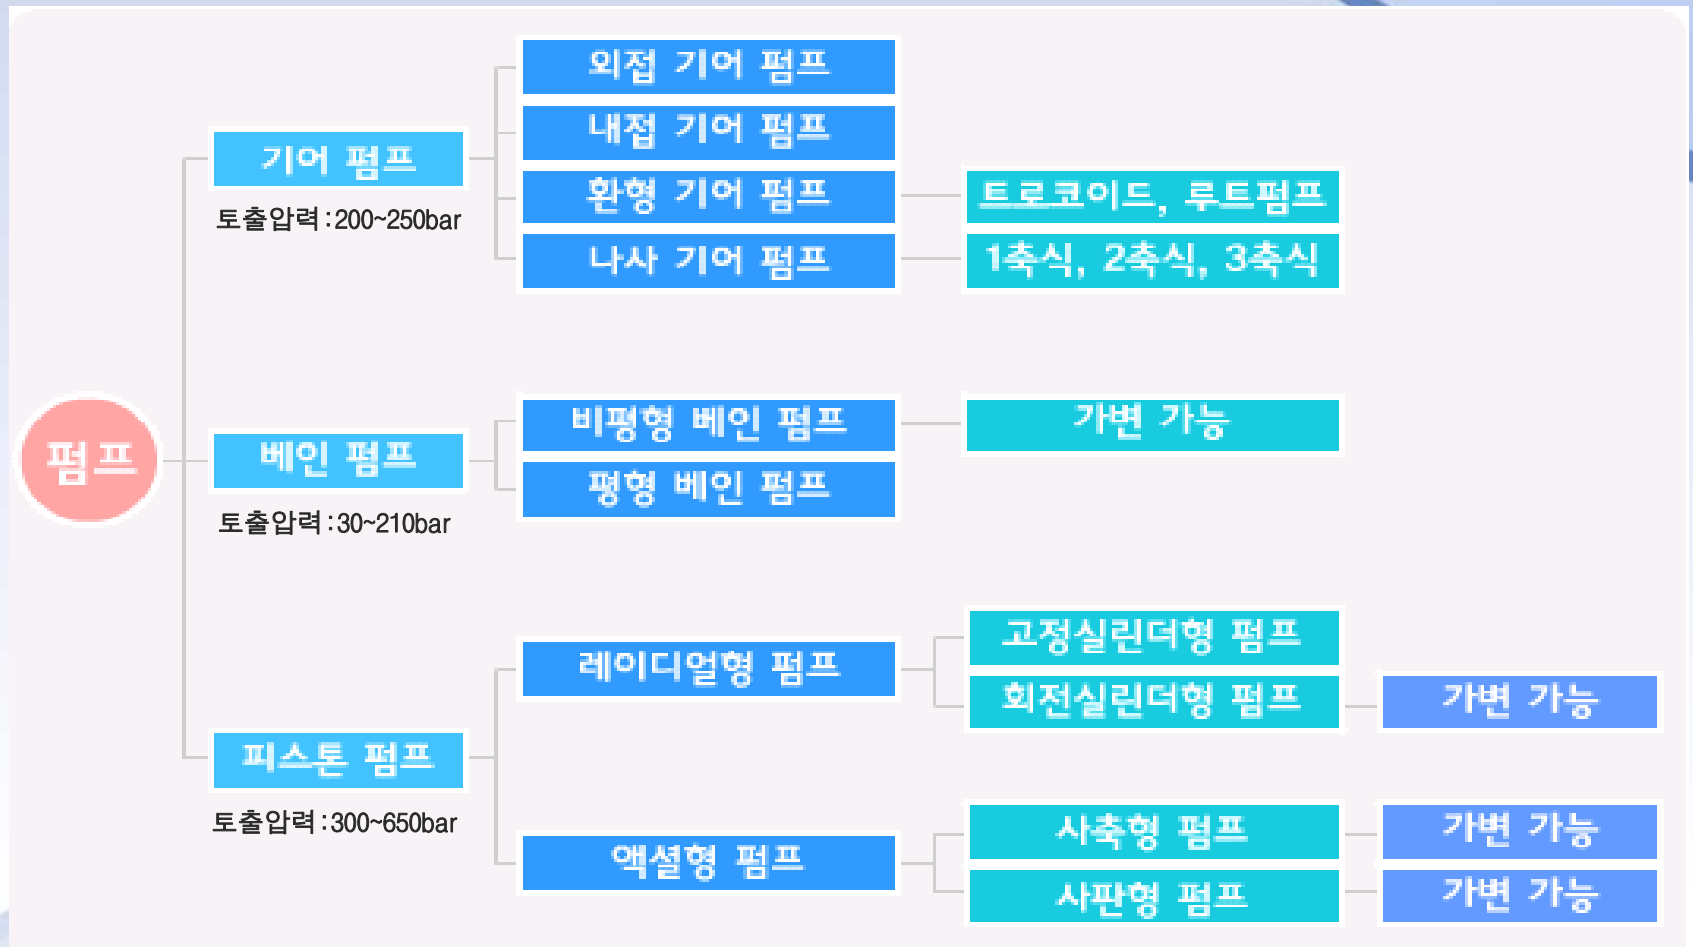 펌프
기어 펌프
토출압력:200~250bar
외접 기어 펌프
내접 기어 펌프
환형 기어 펌프
트로코이드, 루트펌프
나사 기어 펌프
1축식, 2축식, 3축식
베인 펌프
토출압력:30~210bar
비평형 베인 펌프
가변 가능
평형 베인 펌프
피스톤 펌프
토출압력:300~650bar
레이디얼형 펌프
고정실린더형 펌프
회전실린더형 펌프
가변 가능
액셜형 펌프
사축형 펌프
가변 가능
사판형 펌프
가변 가능